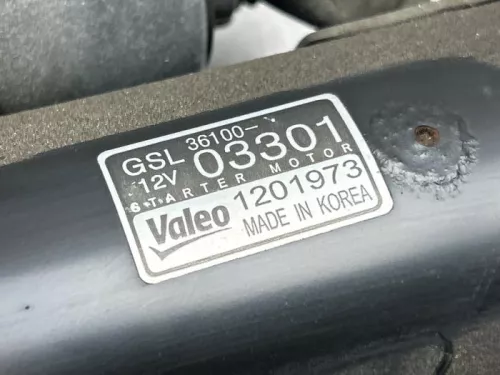 GSL 36100-
12V 03301
STARTER MOTOR
Valeo 1201973
MADE IN KOREA